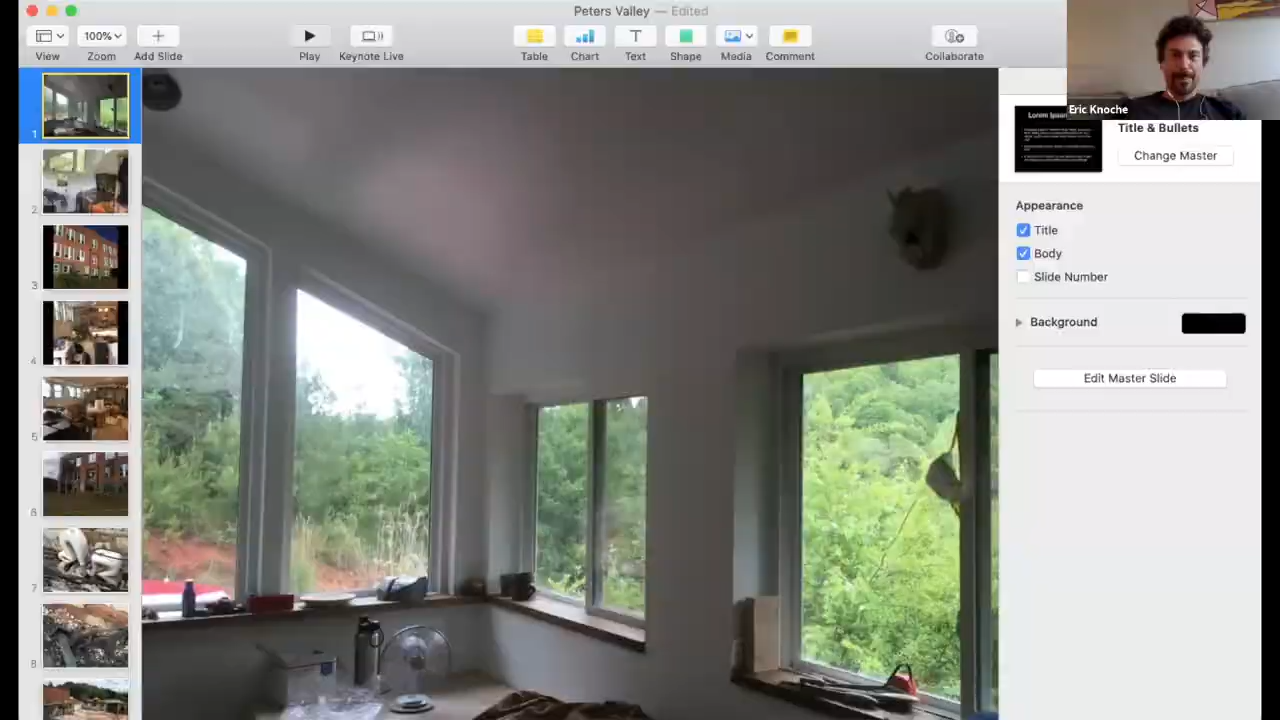 Peters Valley — Edited
100%
View Zoom Add Slide Play Keynote Live Table Chart Text Shape Media Comment Collaborate
Eric Knoche
Title & Bullets
Change Master
Appearance
Title
Body
Slide Number
Background
Edit Master Slide
1
2
3
4
5
6
7
8